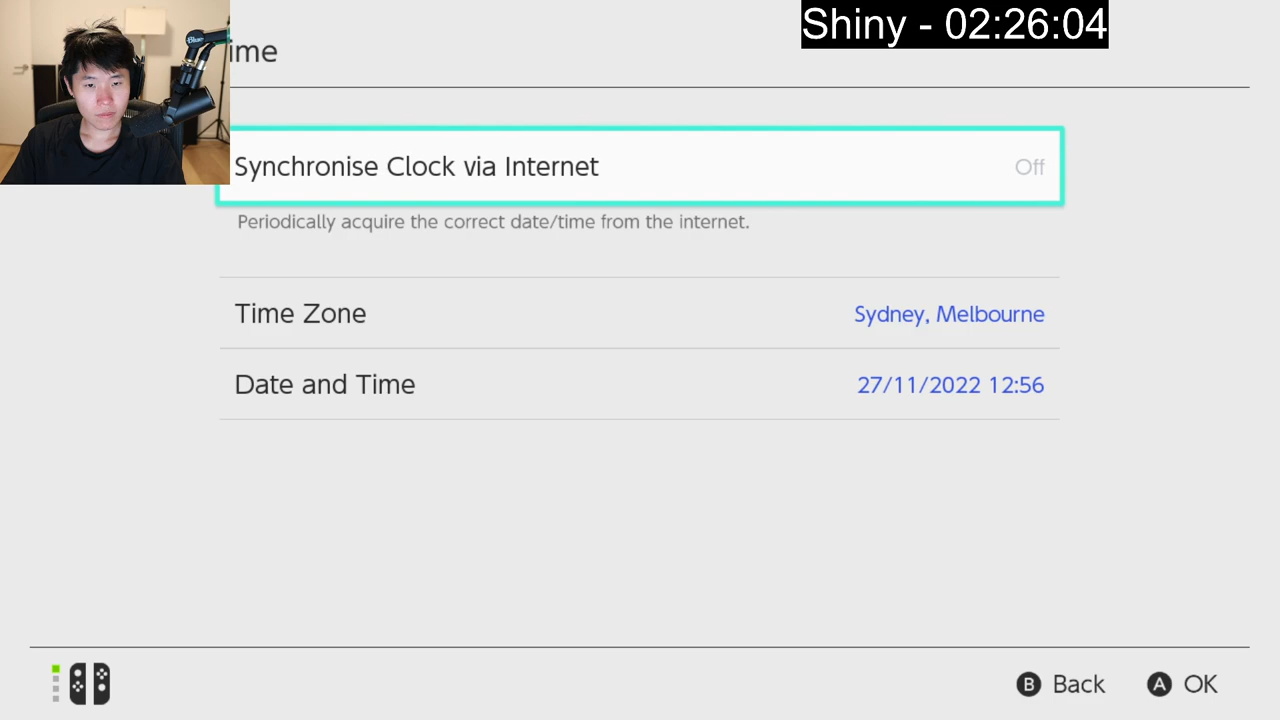 Shiny - 02:26:04
ime
Synchronise Clock via Internet Off
Periodically acquire the correct date/time from the internet.
Time Zone Sydney, Melbourne
Date and Time 27/11/2022 12:56
B Back A OK